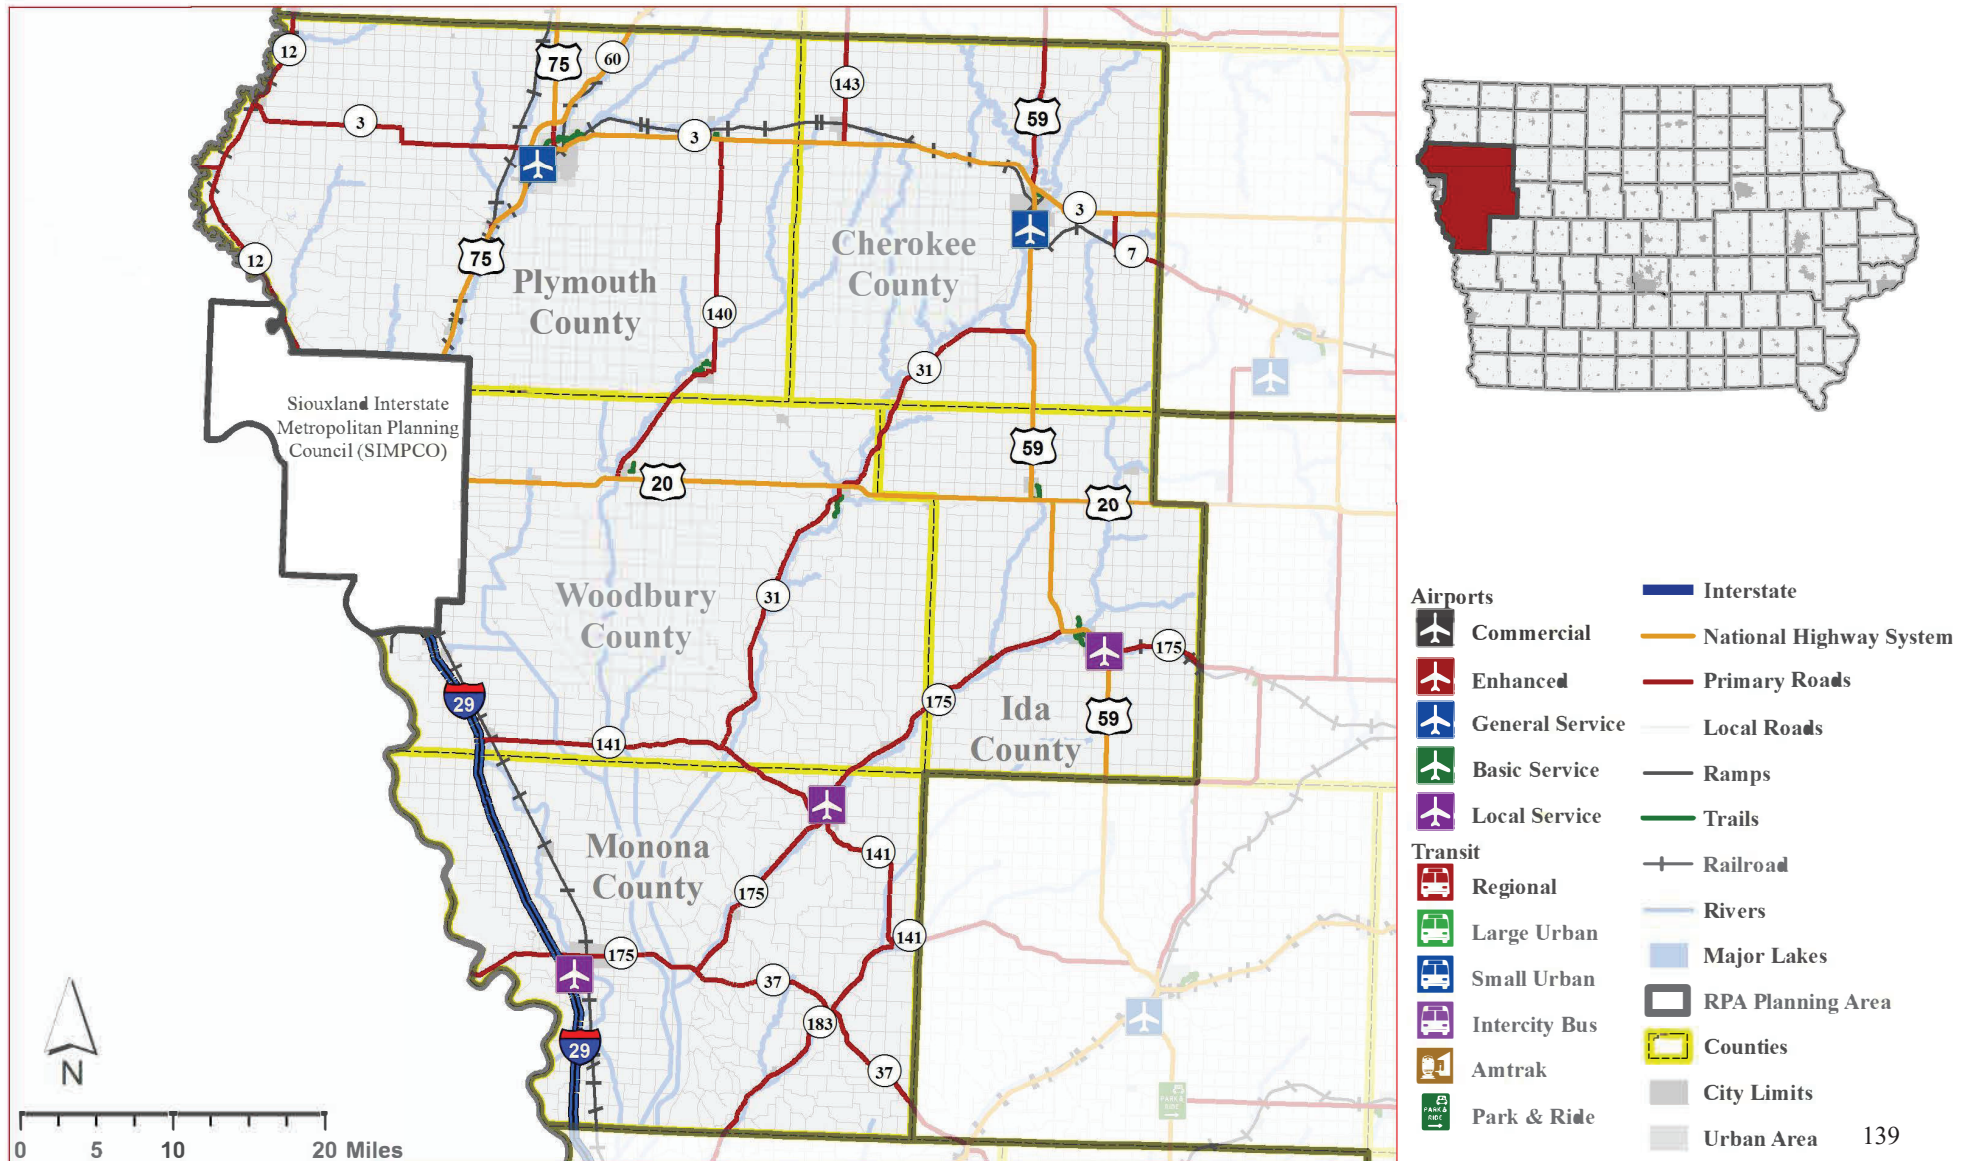 12
75
60
143
59
3
3
3
7
12
75
Plymouth
County
Cherokee
County
140
31
Siouxland Interstate
Metropolitan Planning
Council (SIMPCO)
59
20
20
Woodbury
County
31
175
175
29
Ida
County
59
141
Monona
County
141
175
141
175
37
183
29
37
N
0 5 10 20 Miles
Airports
Commercial
Enhanced
General Service
Basic Service
Local Service
Transit
Regional
Large Urban
Small Urban
Intercity Bus
Amtrak
PARK & RIDE
Park & Ride
Interstate
National Highway System
Primary Roads
Local Roads
Ramps
Trails
Railroad
Rivers
Major Lakes
RPA Planning Area
Counties
City Limits
Urban Area
PARK & RIDE
139